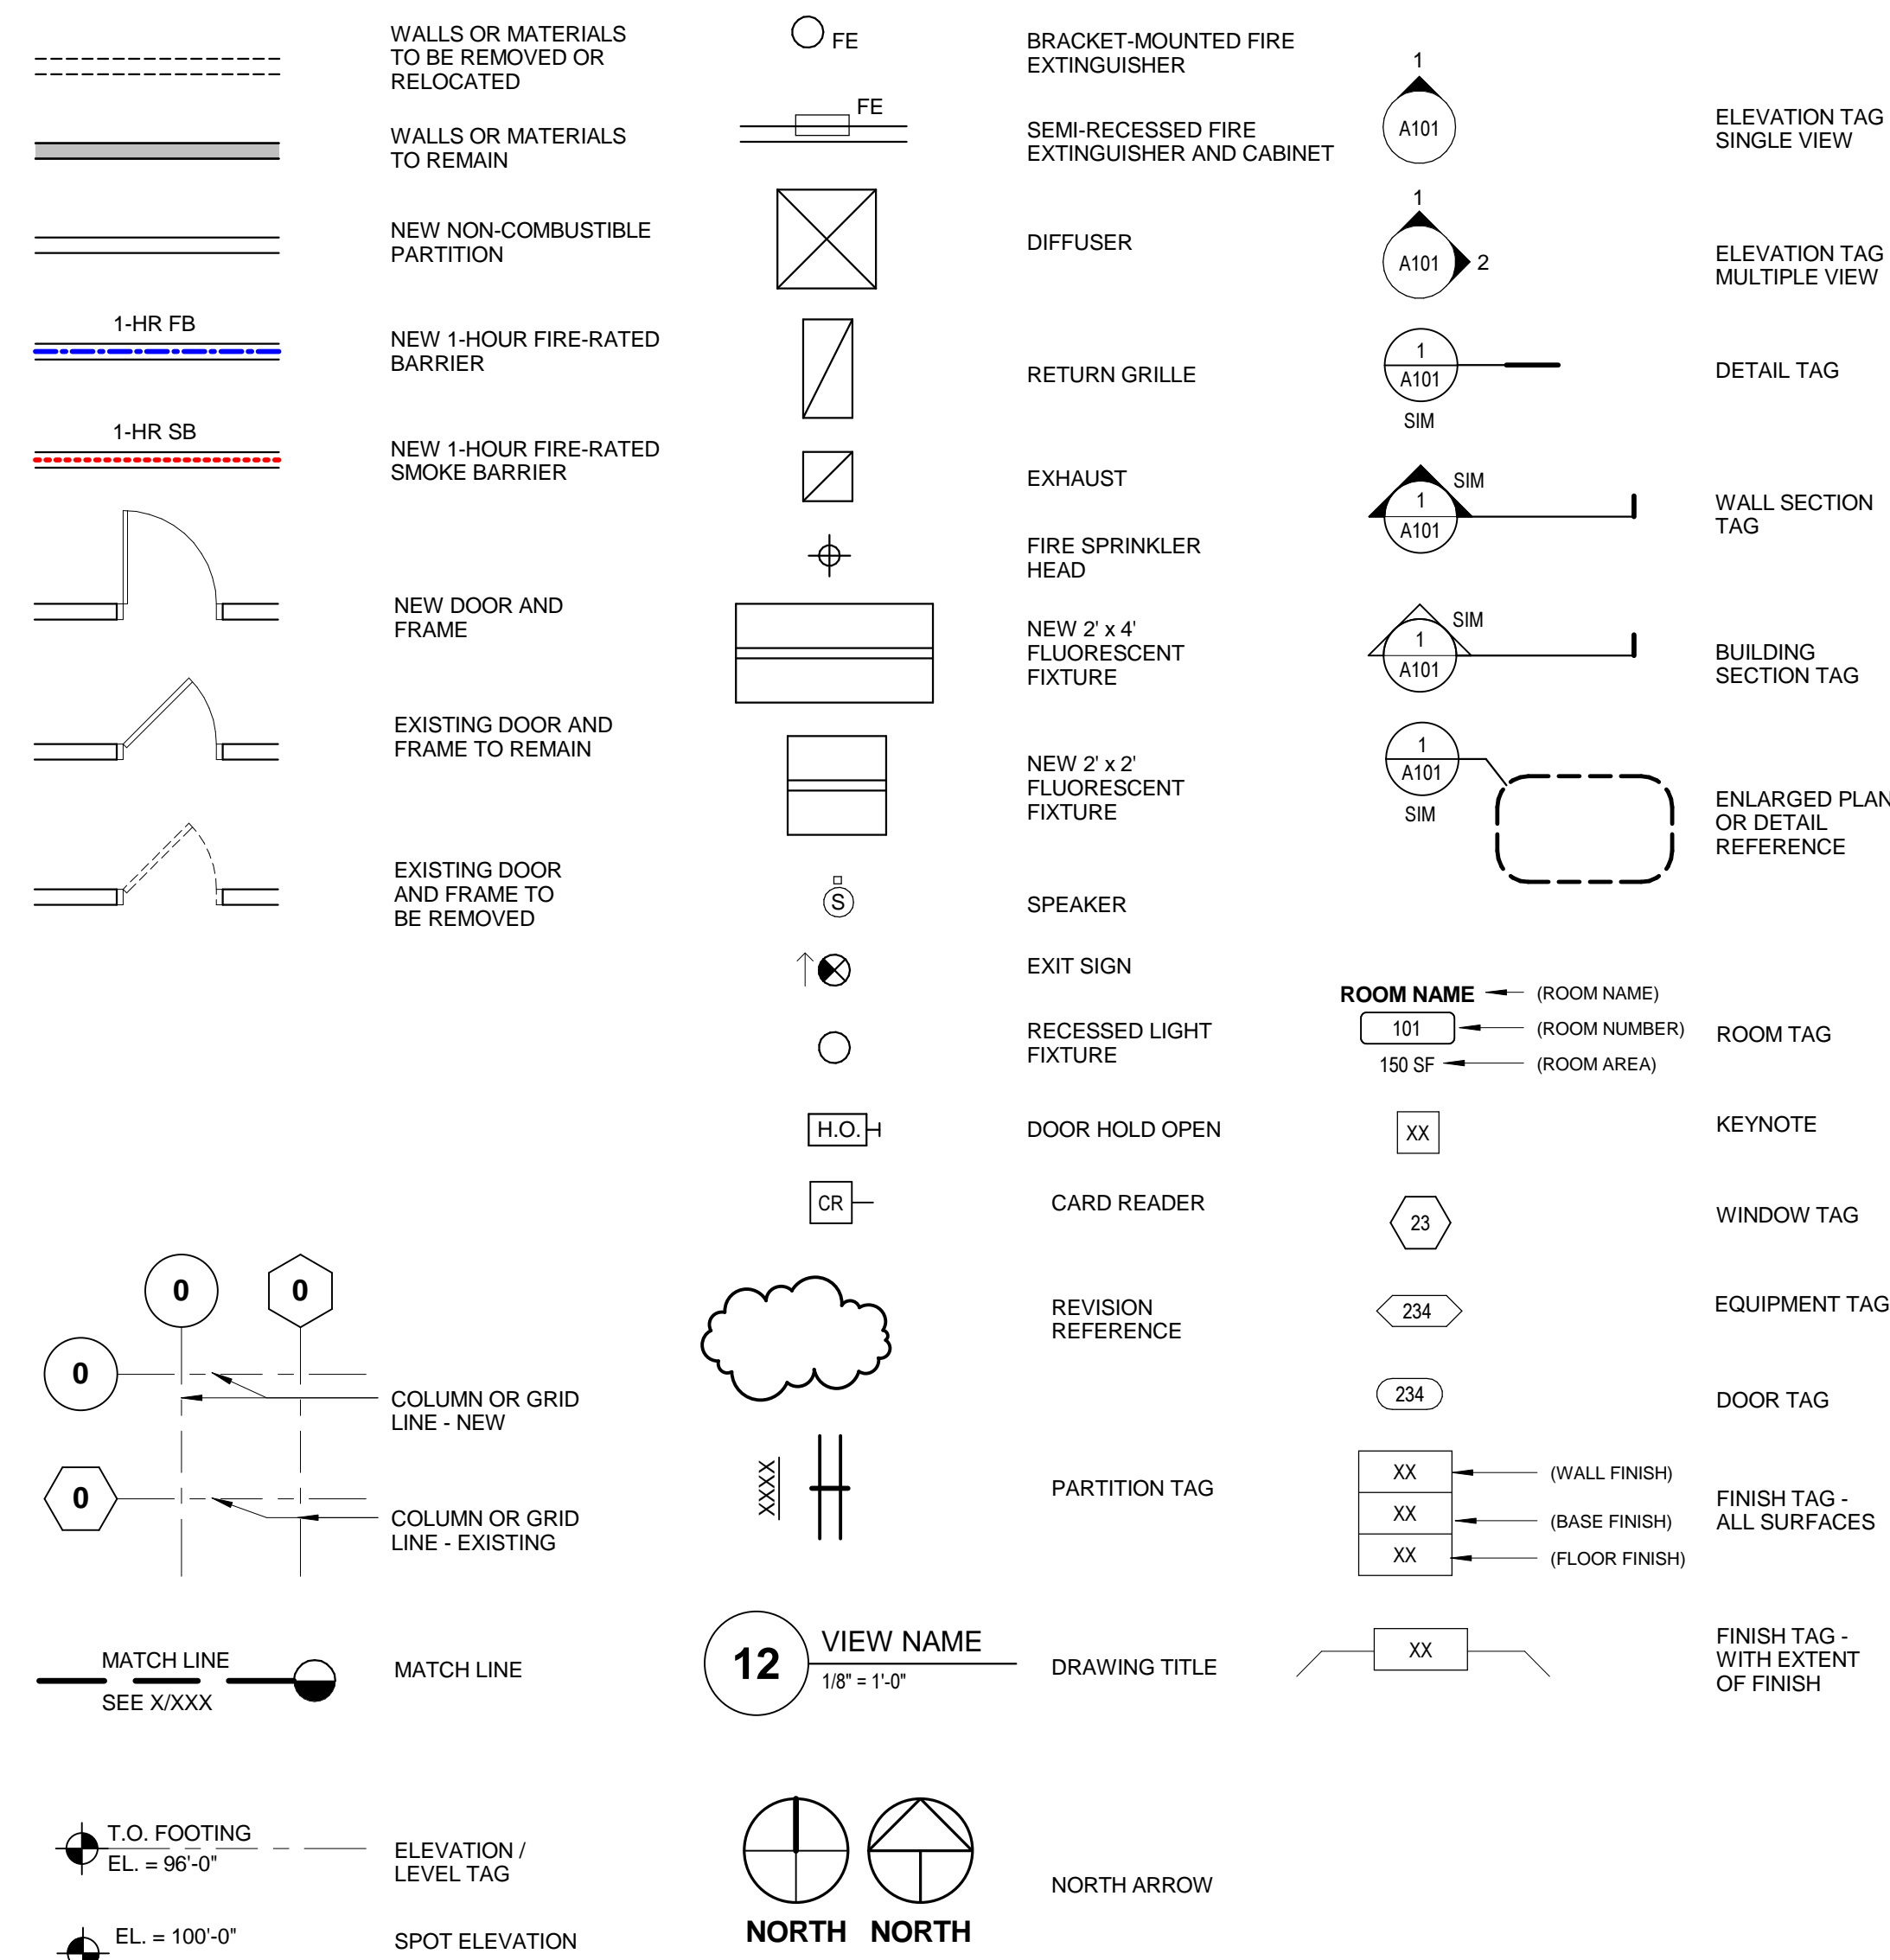 WALLS OR MATERIALS
TO BE REMOVED OR
RELOCATED
WALLS OR MATERIALS
TO REMAIN
NEW NON-COMBUSTIBLE
PARTITION
1-HR FB
NEW 1-HOUR FIRE-RATED
BARRIER
1-HR SB
NEW 1-HOUR FIRE-RATED
SMOKE BARRIER
NEW DOOR AND
FRAME
EXISTING DOOR AND
FRAME TO REMAIN
EXISTING DOOR
AND FRAME TO
BE REMOVED
0
0
0
COLUMN OR GRID
LINE - NEW
0
COLUMN OR GRID
LINE - EXISTING
MATCH LINE
SEE X/XXX
MATCH LINE
T.O. FOOTING
EL. = 96'-0"
ELEVATION /
LEVEL TAG
EL. = 100'-0"
SPOT ELEVATION
FE
BRACKET-MOUNTED FIRE
EXTINGUISHER
FE
SEMI-RECESSED FIRE
EXTINGUISHER AND CABINET
DIFFUSER
RETURN GRILLE
EXHAUST
FIRE SPRINKLER
HEAD
NEW 2' x 4'
FLUORESCENT
FIXTURE
NEW 2' x 2'
FLUORESCENT
FIXTURE
S
SPEAKER
EXIT SIGN
RECESSED LIGHT
FIXTURE
H.O.
DOOR HOLD OPEN
CR
CARD READER
REVISION
REFERENCE
XXXX
PARTITION TAG
12
VIEW NAME
1/8" = 1'-0"
DRAWING TITLE
NORTH ARROW
NORTH NORTH
1
A101
ELEVATION TAG
SINGLE VIEW
1
A101
2
ELEVATION TAG
MULTIPLE VIEW
1
A101
SIM
DETAIL TAG
SIM
1
A101
WALL SECTION
TAG
SIM
1
A101
BUILDING
SECTION TAG
1
A101
SIM
ENLARGED PLAN
OR DETAIL
REFERENCE
ROOM NAME (ROOM NAME)
101 (ROOM NUMBER)
150 SF (ROOM AREA)
ROOM TAG
XX
KEYNOTE
23
WINDOW TAG
234
EQUIPMENT TAG
234
DOOR TAG
XX (WALL FINISH)
XX (BASE FINISH)
XX (FLOOR FINISH)
FINISH TAG -
ALL SURFACES
XX
FINISH TAG -
WITH EXTENT
OF FINISH